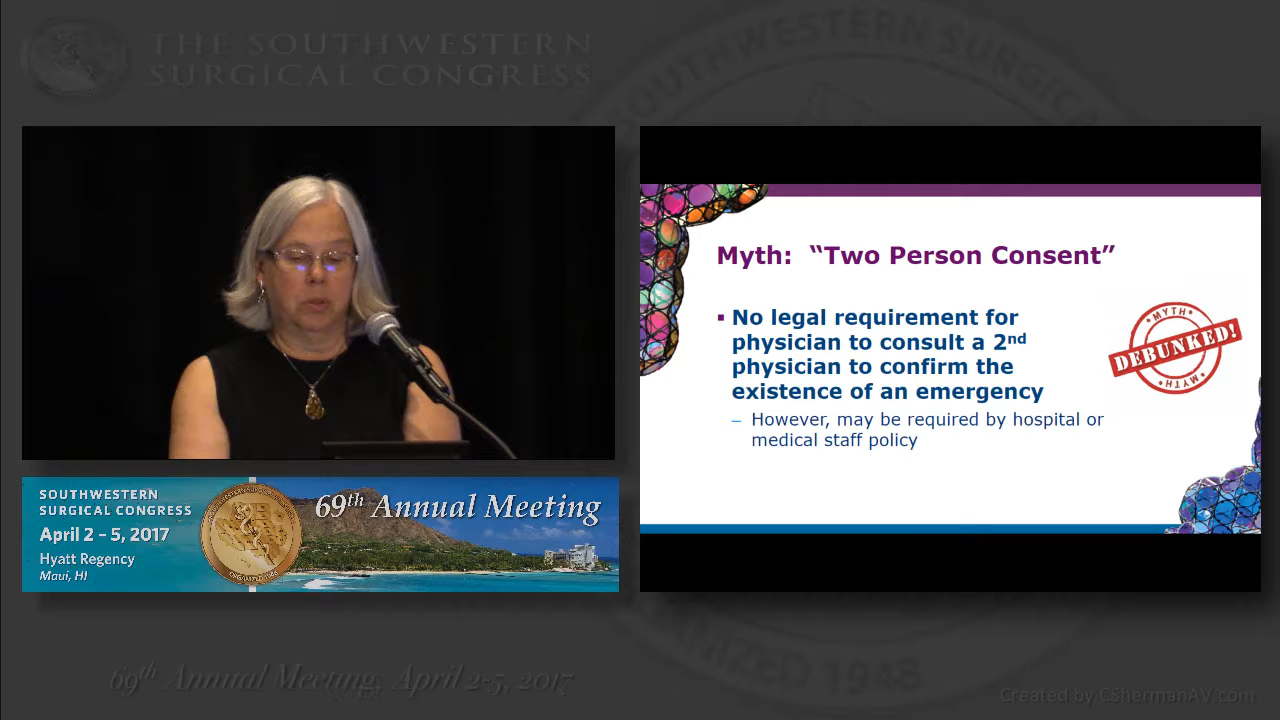 THE SOUTHWESTERN
SURGICAL CONGRESS
Myth: “Two Person Consent”
▪ No legal requirement for
physician to consult a 2nd
physician to confirm the
existence of an emergency
– However, may be required by hospital or
medical staff policy
MYTH
DEBUNKED!
MYTH
SOUTHWESTERN
SURGICAL CONGRESS
April 2 – 5, 2017
Hyatt Regency
Maui, HI
69th Annual Meeting
69th Annual Meeting, April 2-5, 2017
Created by CShermanAV.com